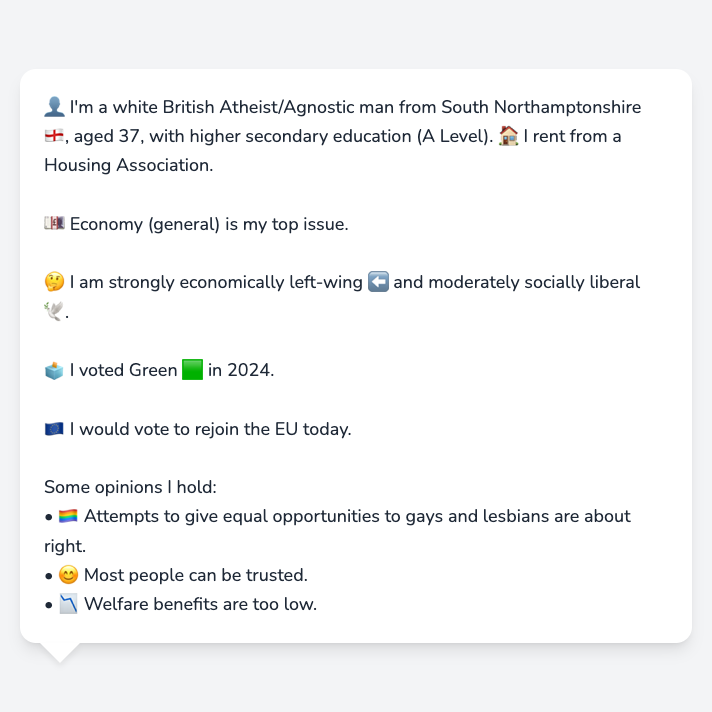 👤 I'm a white British Atheist/Agnostic man from South Northamptonshire
🏴󠁧󠁢󠁥󠁮󠁧󠁿, aged 37, with higher secondary education (A Level). 🏠 I rent from a
Housing Association.
💷 Economy (general) is my top issue.
🤔 I am strongly economically left-wing ⬅️ and moderately socially liberal
🕊️.
🗳️ I voted Green 🟩 in 2024.
🇪🇺 I would vote to rejoin the EU today.
Some opinions I hold:
• 🏳️‍🌈 Attempts to give equal opportunities to gays and lesbians are about
right.
• 😊 Most people can be trusted.
• 📉 Welfare benefits are too low.